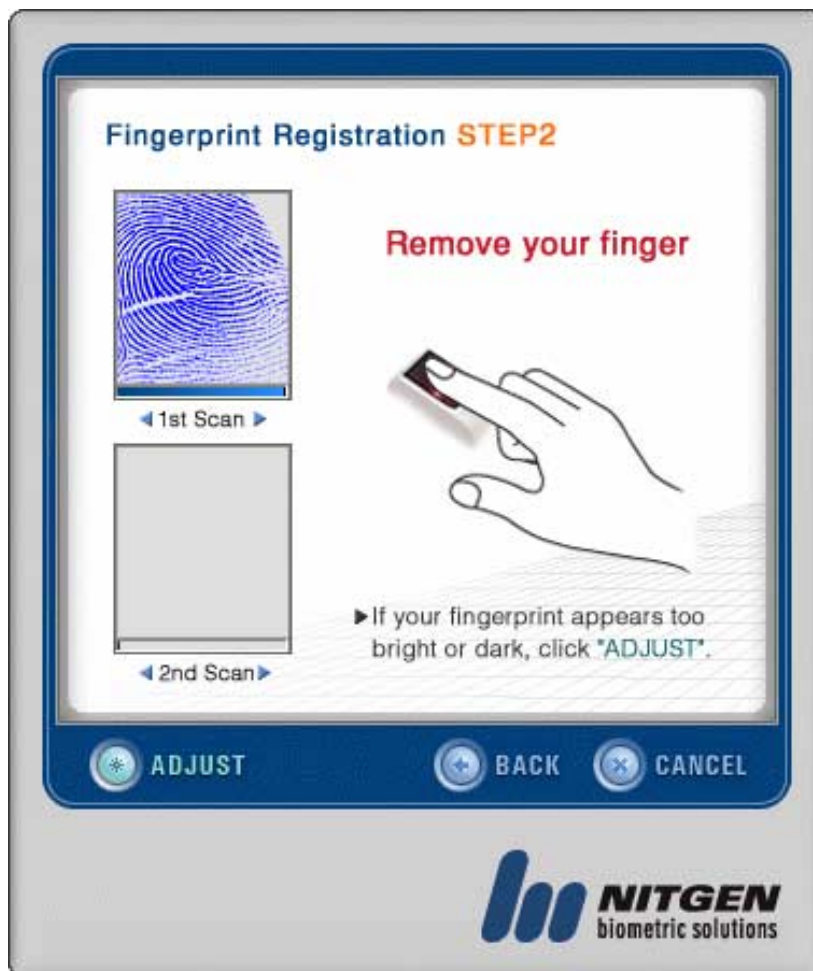 Fingerprint Registration STEP2
Remove your finger
1st Scan
2nd Scan
▶If your fingerprint appears too
bright or dark, click "ADJUST".
ADJUST
BACK
CANCEL
NITGEN
biometric solutions